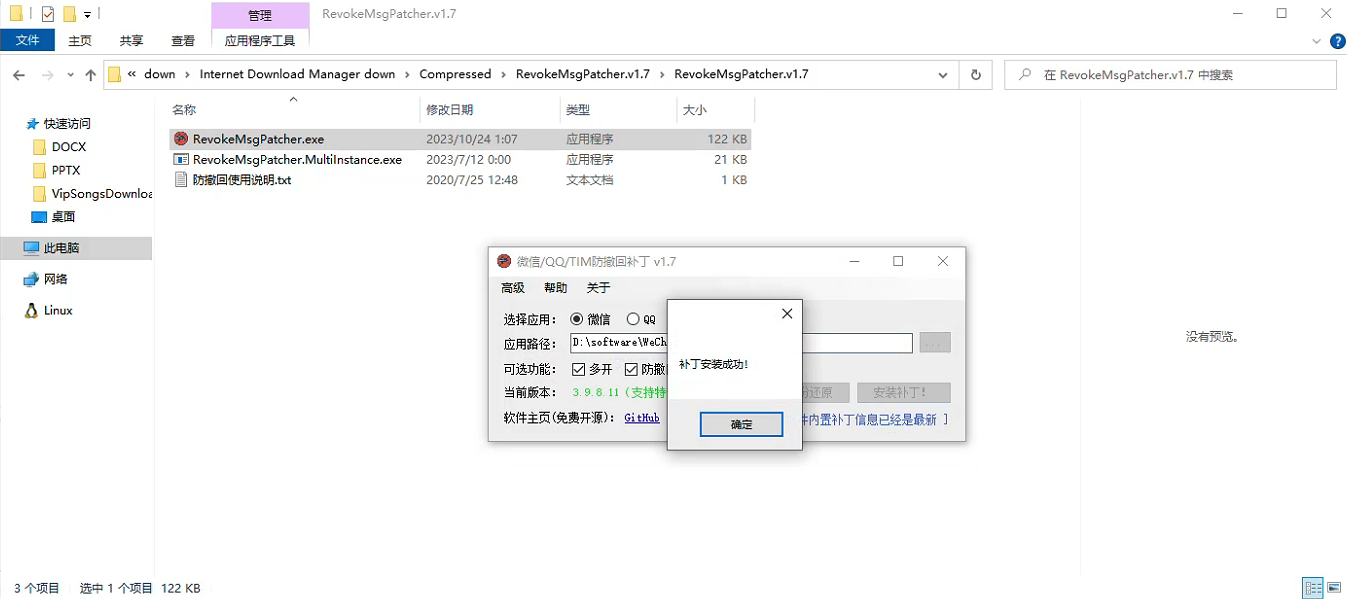 管理
RevokeMsgPatcher.v1.7
文件
主页
共享
查看
应用程序工具
« down › Internet Download Manager down › Compressed › RevokeMsgPatcher.v1.7 › RevokeMsgPatcher.v1.7
在 RevokeMsgPatcher.v1.7 中搜索
名称
修改日期
类型
大小
快速访问
DOCX
PPTX
VipSongsDownloa
桌面
此电脑
网络
Linux
RevokeMsgPatcher.exe 2023/10/24 1:07 应用程序 122 KB
RevokeMsgPatcher.MultiInstance.exe 2023/7/12 0:00 应用程序 21 KB
防撤回使用说明.txt 2020/7/25 12:48 文本文档 1 KB
微信/QQ/TIM防撤回补丁 v1.7
高级 帮助 关于
选择应用: 微信 QQ
应用路径: D:\software\WeCh
...
可选功能: 多开 防撤
当前版本: 3.9.8.11 (支持特
还原
安装补丁!
软件主页(免费开源): GitHub
件内置补丁信息已经是最新 ]
补丁安装成功!
确定
没有预览。
3 个项目 选中 1 个项目 122 KB